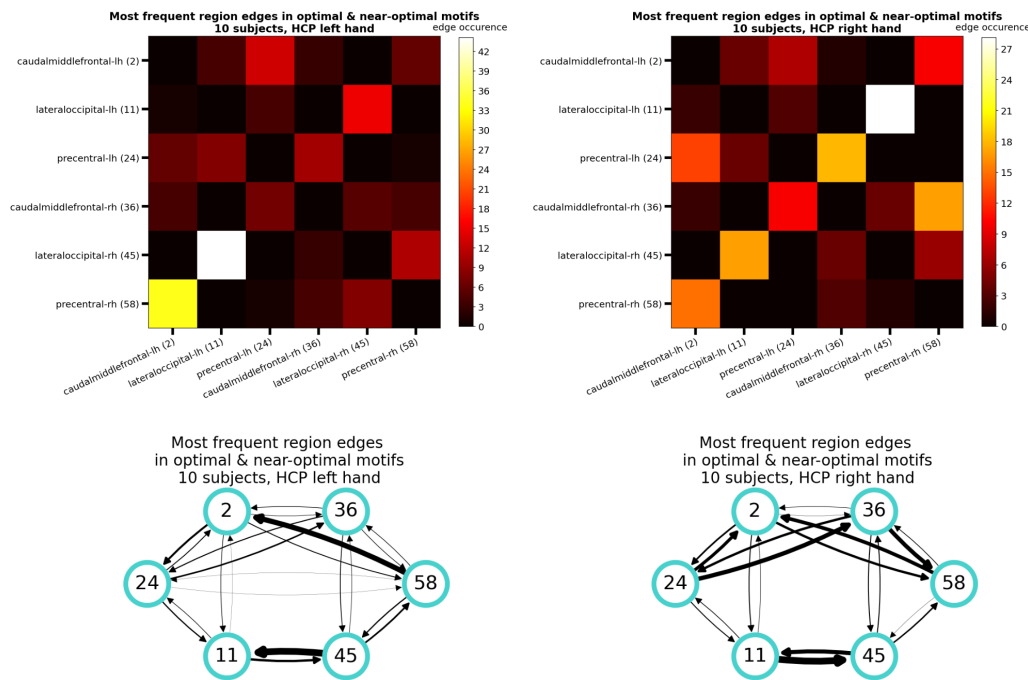 Most frequent region edges in optimal & near-optimal motifs
10 subjects, HCP left hand
edge occurence
caudalmiddlefrontal-lh (2)
lateraloccipital-lh (11)
precentral-lh (24)
caudalmiddlefrontal-rh (36)
lateraloccipital-rh (45)
precentral-rh (58)
42
39
36
33
30
27
24
21
18
15
12
9
6
3
0
caudalmiddlefrontal-lh (2)
lateraloccipital-lh (11)
precentral-lh (24)
caudalmiddlefrontal-rh (36)
lateraloccipital-rh (45)
precentral-rh (58)
Most frequent region edges in optimal & near-optimal motifs
10 subjects, HCP right hand
edge occurence
caudalmiddlefrontal-lh (2)
lateraloccipital-lh (11)
precentral-lh (24)
caudalmiddlefrontal-rh (36)
lateraloccipital-rh (45)
precentral-rh (58)
27
24
21
18
15
12
9
6
3
0
caudalmiddlefrontal-lh (2)
lateraloccipital-lh (11)
precentral-lh (24)
caudalmiddlefrontal-rh (36)
lateraloccipital-rh (45)
precentral-rh (58)
Most frequent region edges
in optimal & near-optimal motifs
10 subjects, HCP left hand
2
36
24
58
11
45
Most frequent region edges
in optimal & near-optimal motifs
10 subjects, HCP right hand
2
36
24
58
11
45